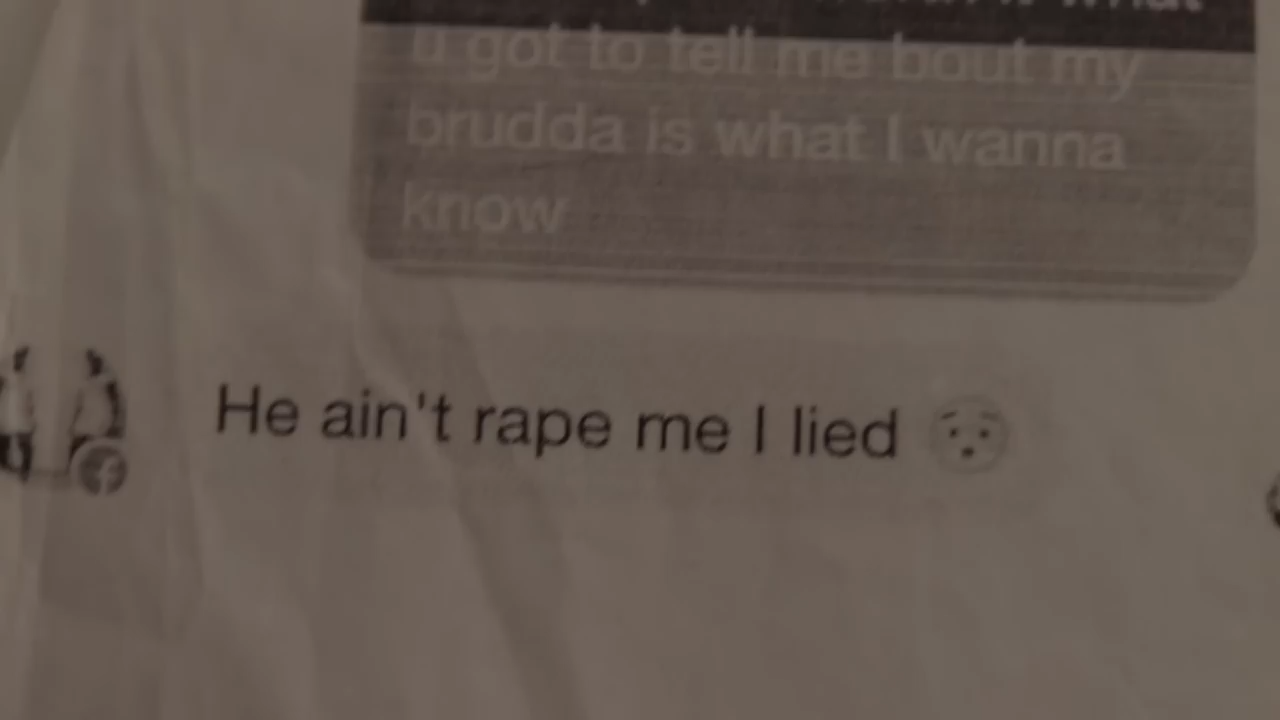 u got to tell me bout my
brudda is what I wanna
know
He ain't rape me I lied